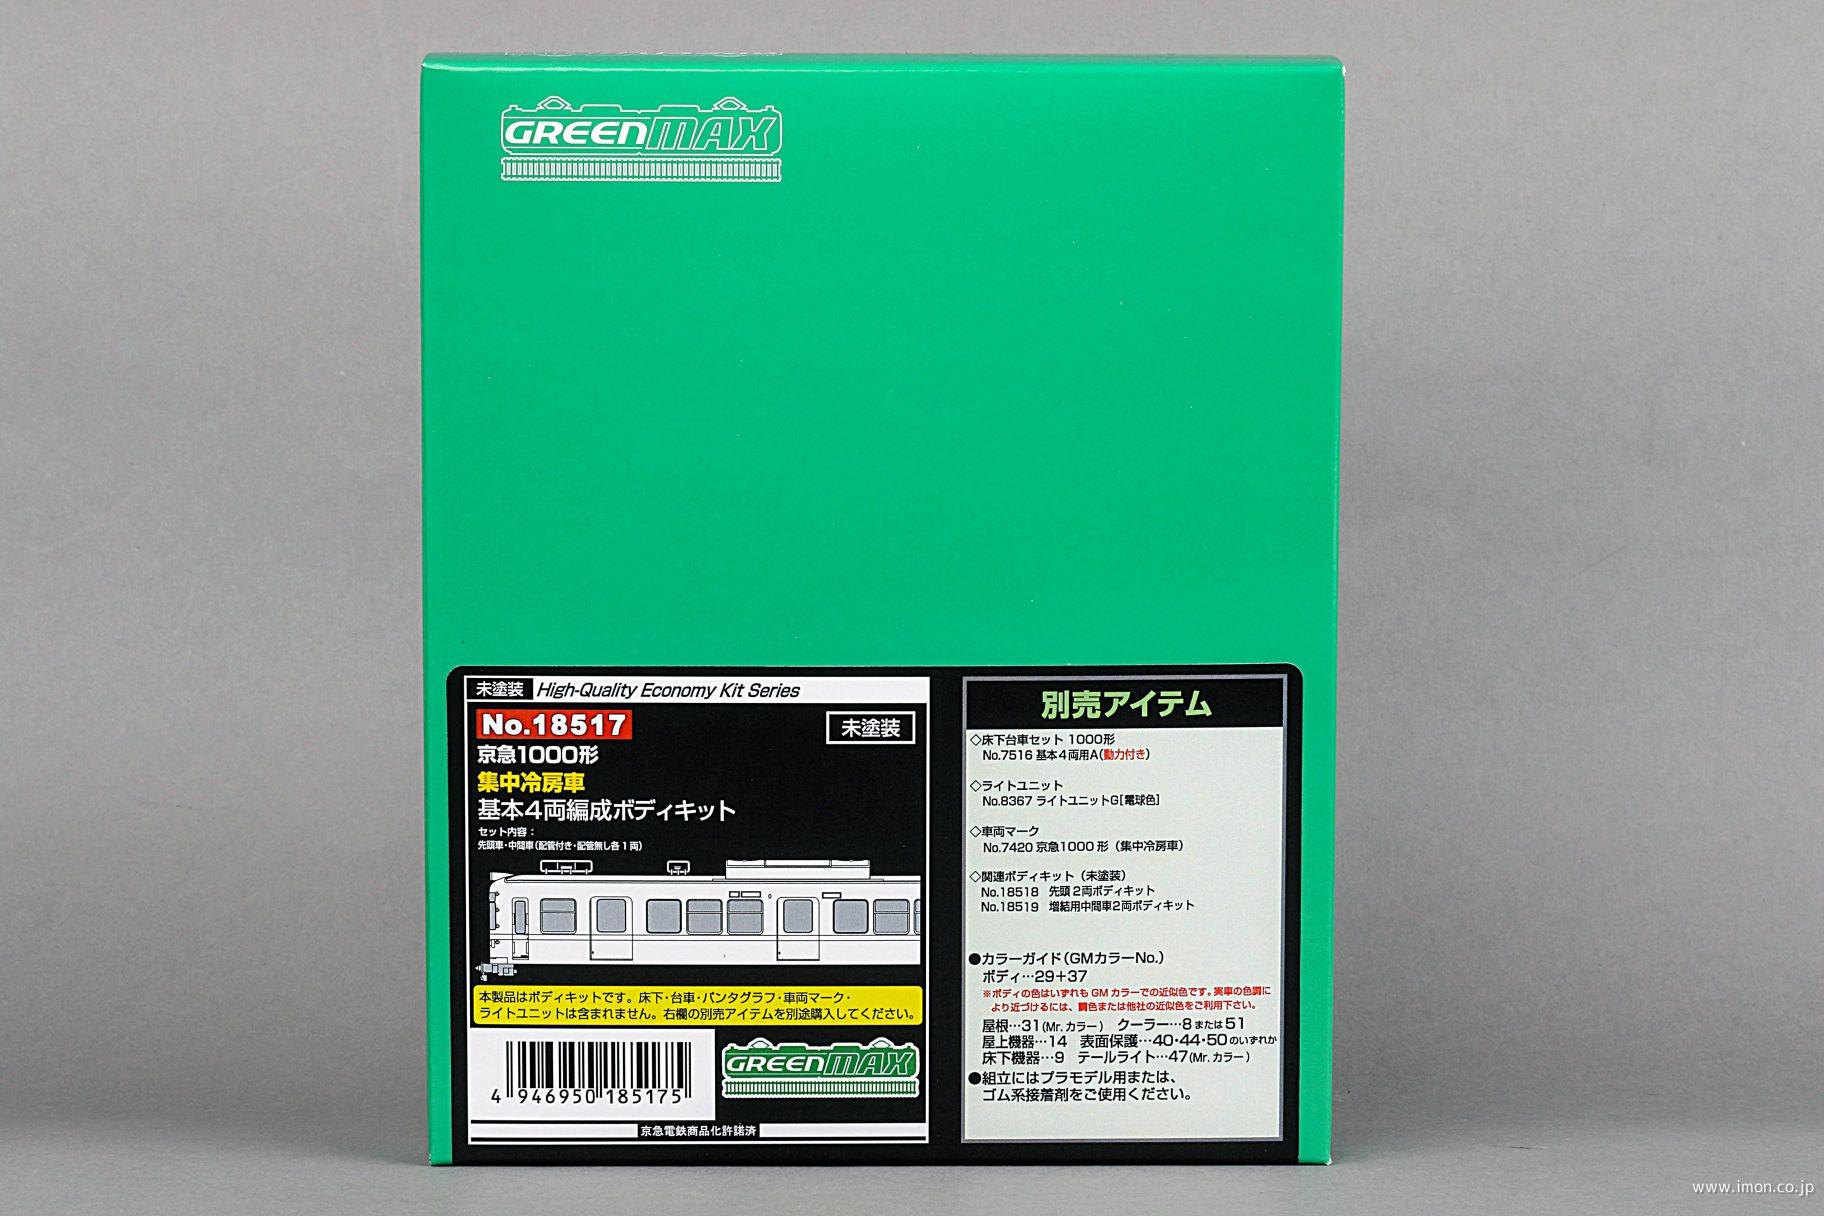 GREENMAX
未塗装 High-Quality Economy Kit Series
No.18517
未塗装
京急1000形
集中冷房車
基本4両編成ボディキット
セット内容：
先頭車・中間車(配管付き・配管無し各1両)
本製品はボディキットです。床下・台車・パンタグラフ・車両マーク・
ライトユニットは含まれません。右欄の別売アイテムを別途購入してください。
4 946950 185175
GREENMAX
京急電鉄商品化許諾済
別売アイテム
◇床下台車セット 1000形
No.7516 基本4両用A(動力付き)
◇ライトユニット
No.8367 ライトユニットG[電球色]
◇車両マーク
No.7420 京急1000形（集中冷房車）
◇関連ボディキット（未塗装）
No.18518 先頭2両ボディキット
No.18519 増結用中間車2両ボディキット
●カラーガイド(GMカラーNo.)
ボディ…29+37
※ボディの色はいずれもGMカラーでの近似色です。実車の色調に
より近づけるには、調色または他社の近似色をご利用下さい。
屋根…31(Mr.カラー) クーラー…8または51
屋上機器…14 表面保護…40・44・50のいずれか
床下機器…9 テールライト…47(Mr.カラー)
●組立にはプラモデル用または、
ゴム系接着剤をご使用ください。
www.imon.co.jp